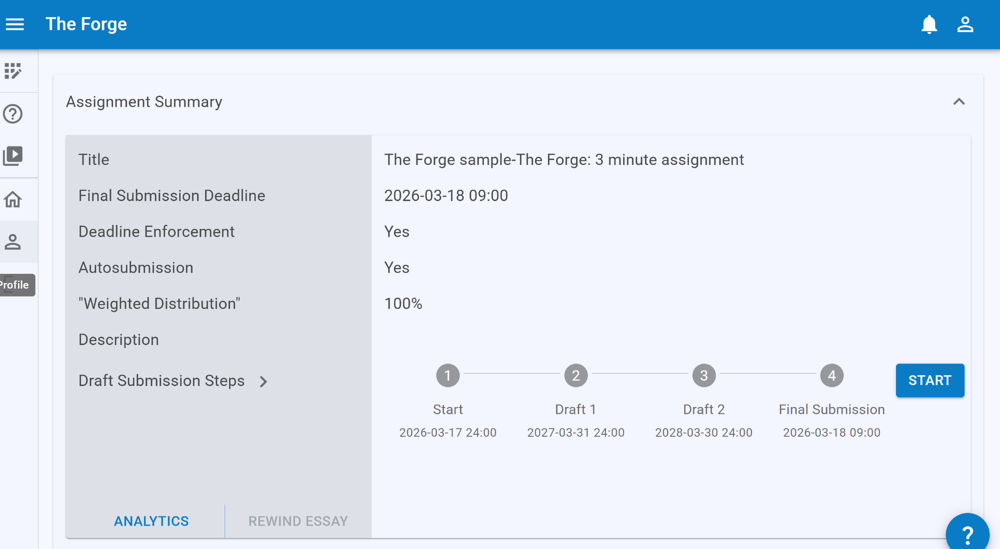 The Forge
Assignment Summary
Title The Forge sample-The Forge: 3 minute assignment
Final Submission Deadline 2026-03-18 09:00
Deadline Enforcement Yes
Autosubmission Yes
Profile
"Weighted Distribution" 100%
Description
Draft Submission Steps 1 2 3 4 START
Start Draft 1 Draft 2 Final Submission
2026-03-17 24:00 2027-03-31 24:00 2028-03-30 24:00 2026-03-18 09:00
ANALYTICS REWIND ESSAY
?